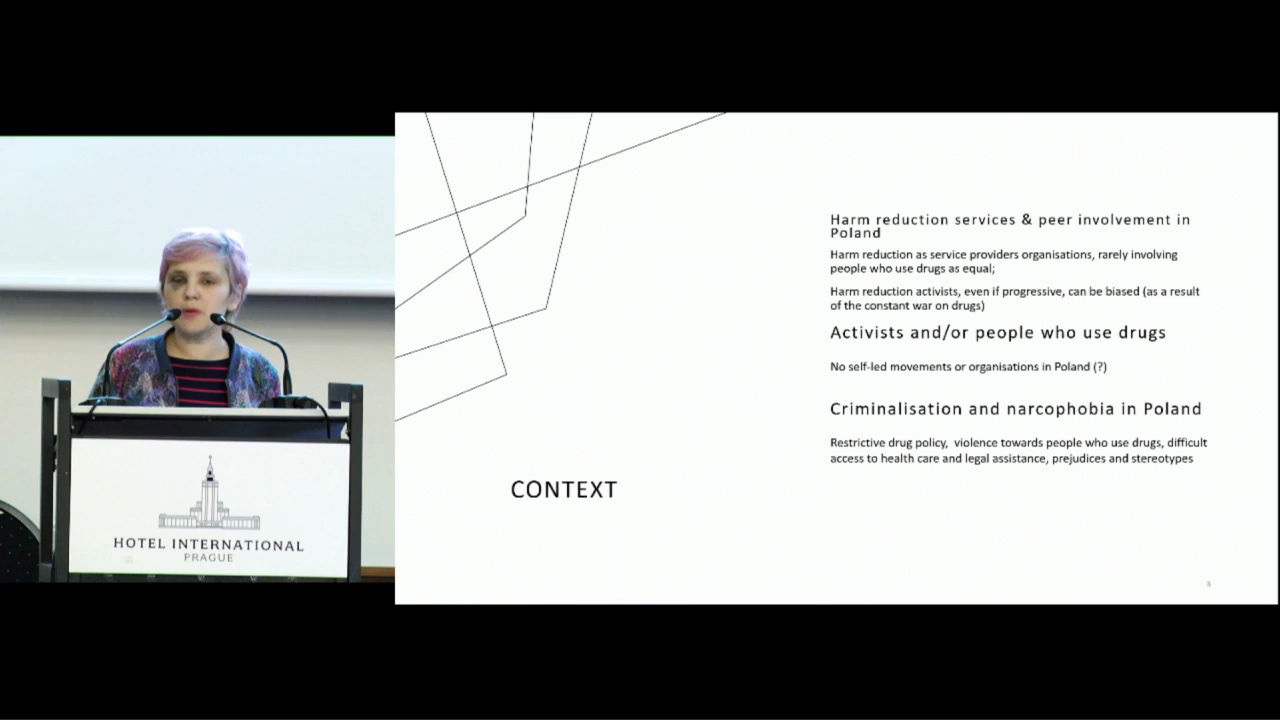 Harm reduction services & peer involvement in
Poland
Harm reduction as service providers organisations, rarely involving
people who use drugs as equal;
Harm reduction activists, even if progressive, can be biased (as a result
of the constant war on drugs)
Activists and/or people who use drugs
No self-led movements or organisations in Poland (?)
Criminalisation and narcophobia in Poland
Restrictive drug policy, violence towards people who use drugs, difficult
access to health care and legal assistance, prejudices and stereotypes
CONTEXT
HOTEL INTERNATIONAL
PRAGUE